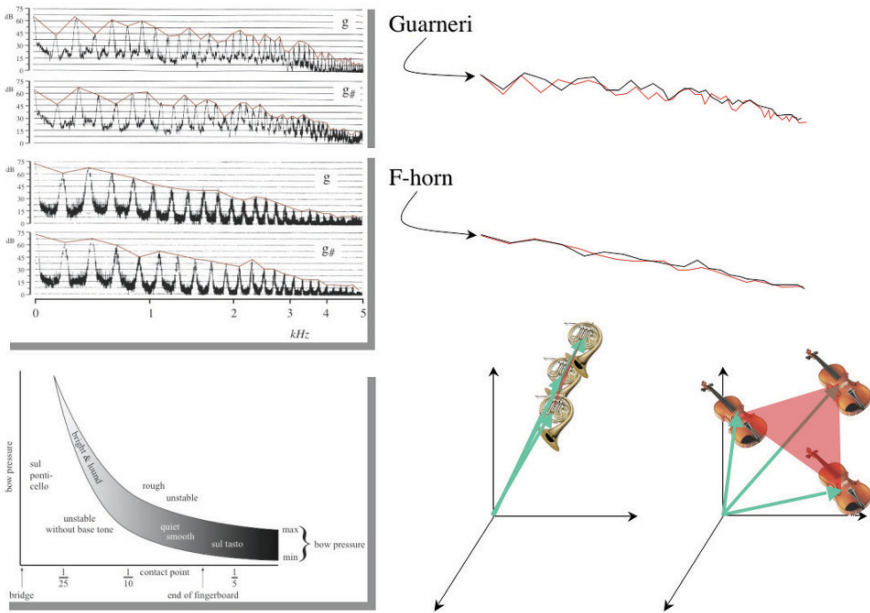 dB
75
60
45
30
15
0
g
75
60
45
30
15
0
g#
dB
75
60
45
30
15
0
g
dB
75
60
45
30
15
0
g#
0
1
2
3
4
5
kHz
Guarneri
F-horn
bow pressure
sul
ponti-
cello
bright & lound
rough
unstable
unstable
without base tone
quiet
smooth
sul tasto
max
min
bow pressure
1/25
1/10
contact point
1/5
bridge
end of fingerboard